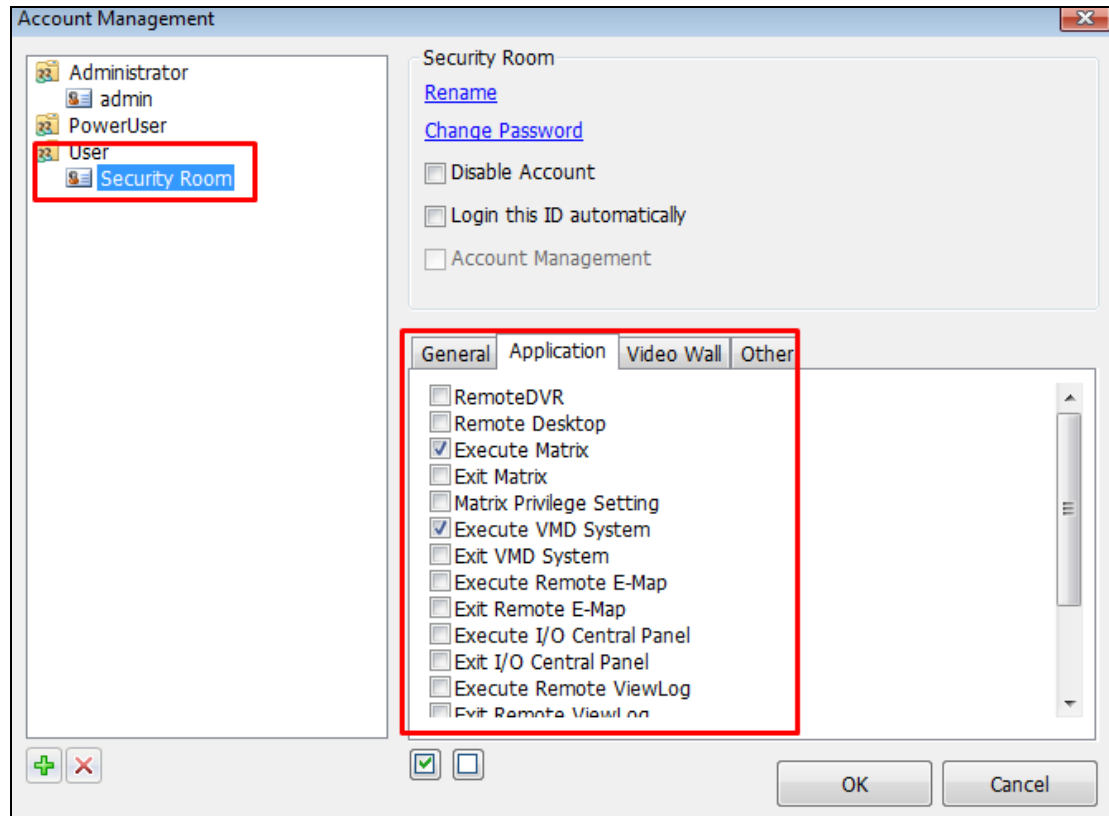 Account Management
Administrator
admin
PowerUser
User
Security Room
Security Room
Rename
Change Password
Disable Account
Login this ID automatically
Account Management
General Application Video Wall Other
RemoteDVR
Remote Desktop
Execute Matrix
Exit Matrix
Matrix Privilege Setting
Execute VMD System
Exit VMD System
Execute Remote E-Map
Exit Remote E-Map
Execute I/O Central Panel
Exit I/O Central Panel
Execute Remote ViewLog
Exit Remote ViewLog
OK Cancel